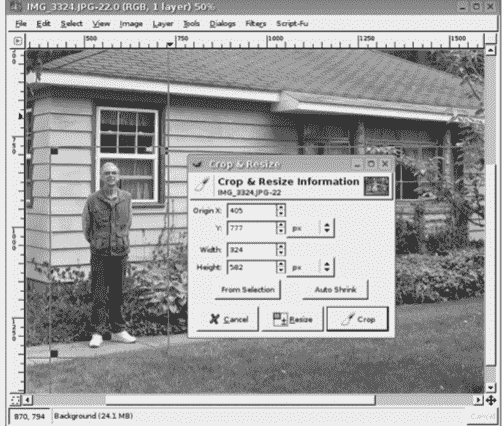 IMG_3324.JPG-22.0 (RGB, 1 layer) 50%
File Edit Select View Image Layer Tools Dialogs Filters Script-Fu
500 750 1000 1250 1500
Crop & Resize
Crop & Resize Information
IMG_3324.JPG-22
Origin X: 405
Y: 777 px
Width: 324
Height: 582 px
From Selection Auto Shrink
Cancel Resize Crop
870, 794 Background (24.1 MB) Cancel